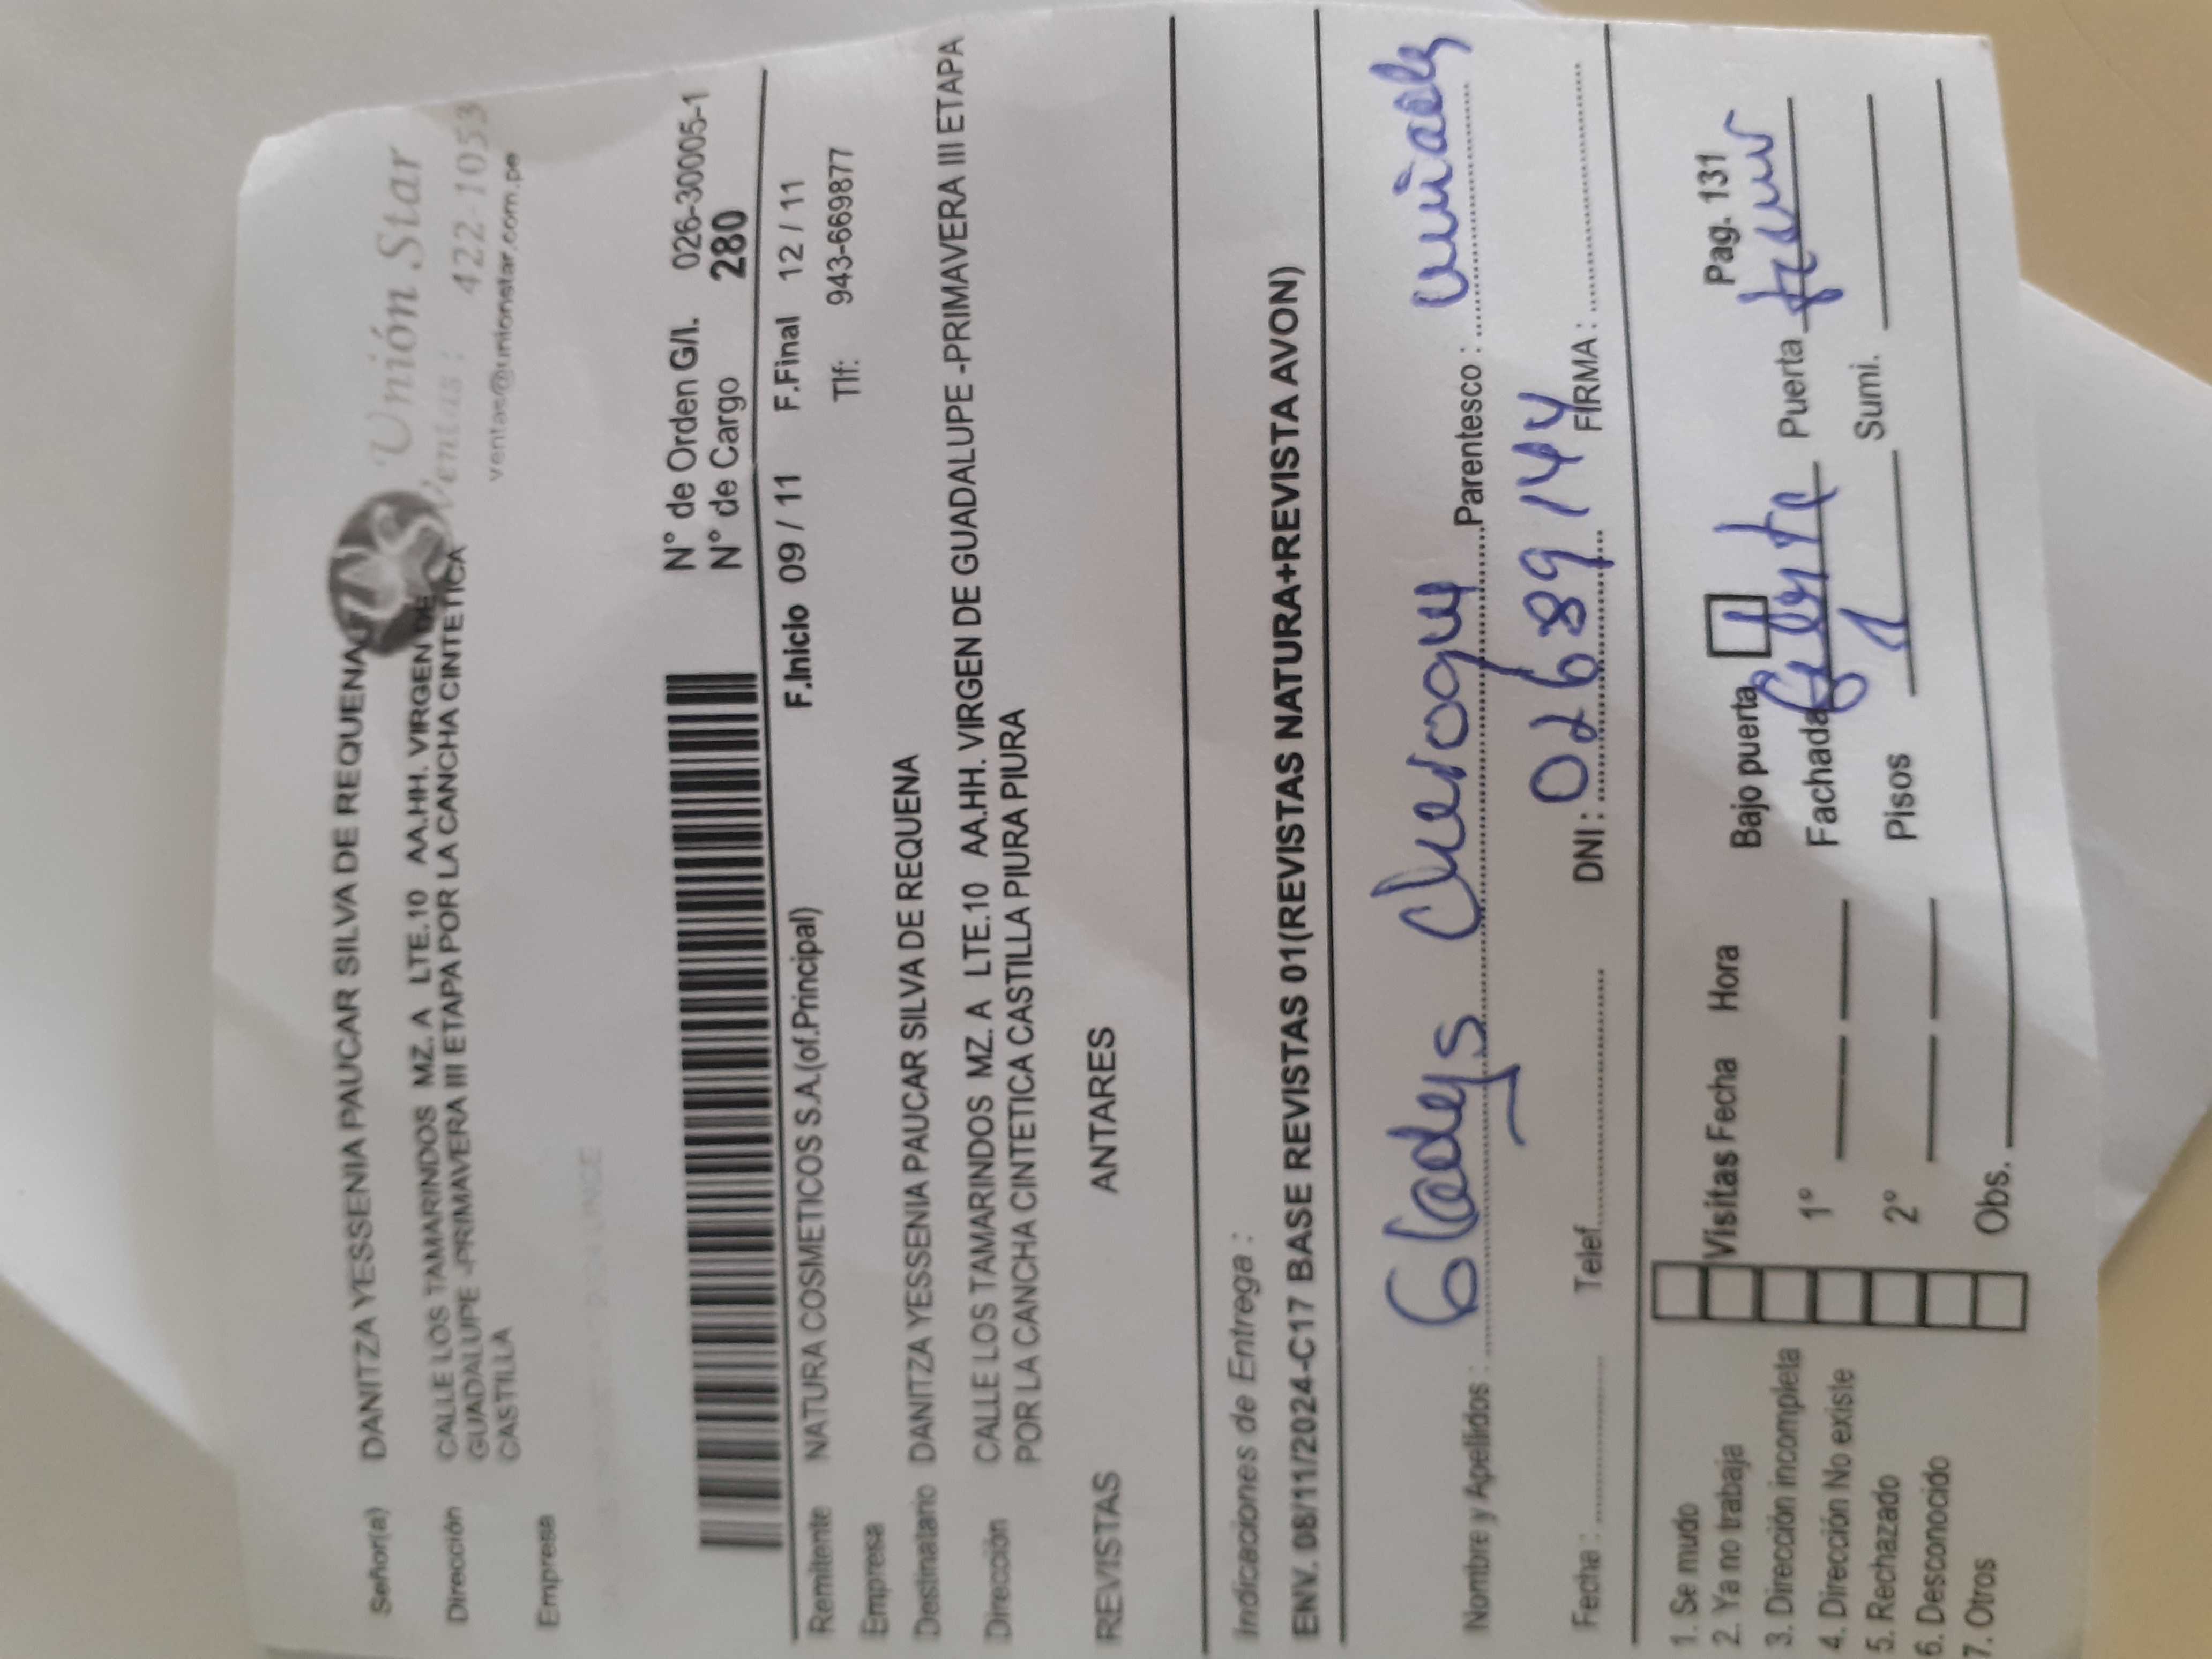 Unión Star
Ventas : 422-1053
ventas@unionstar.com.pe
Señor(a) DANITZA YESSENIA PAUCAR SILVA DE REQUENA
Dirección CALLE LOS TAMARINDOS MZ. A LTE.10 AA.HH. VIRGEN DE
GUADALUPE -PRIMAVERA III ETAPA POR LA CANCHA CINTETICA
CASTILLA
Empresa
N° de Orden G/I. 026-30005-1
N° de Cargo 280
Remitente NATURA COSMETICOS S.A.(of.Principal) F.Inicio 09 / 11 F.Final 12 / 11
Empresa Tlf: 943-669877
Destinatario DANITZA YESSENIA PAUCAR SILVA DE REQUENA
Dirección CALLE LOS TAMARINDOS MZ. A LTE.10 AA.HH. VIRGEN DE GUADALUPE -PRIMAVERA III ETAPA
POR LA CANCHA CINTETICA CASTILLA PIURA PIURA
REVISTAS ANTARES
Indicaciones de Entrega :
ENV. 08/11/2024-C17 BASE REVISTAS 01(REVISTAS NATURA+REVISTA AVON)
Nombre y Apellidos : Gladys Parentesco :
Fecha : Telef. DNI : 02689144 FIRMA :
1. Se mudo
2. Ya no trabaja
3. Dirección incompleta
4. Dirección No existe
5. Rechazado
6. Desconocido
7. Otros
Visitas Fecha Hora
1º
2º
Obs.
Bajo puerta Pag. 131
Fachada Puerta
Pisos 1 Sumi.